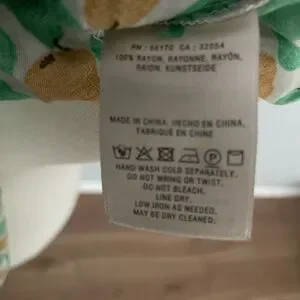 RN : 66170 CA : 32054
100% RAYON, RAYONNE, RAYÓN,
RAION, KUNSTSEIDE
MADE IN CHINA, HECHO EN CHINA,
FABRIQUÉ EN CHINE
HAND WASH COLD SEPARATELY.
DO NOT WRING OR TWIST.
DO NOT BLEACH.
LINE DRY.
LOW IRON AS NEEDED.
MAY BE DRY CLEANED.